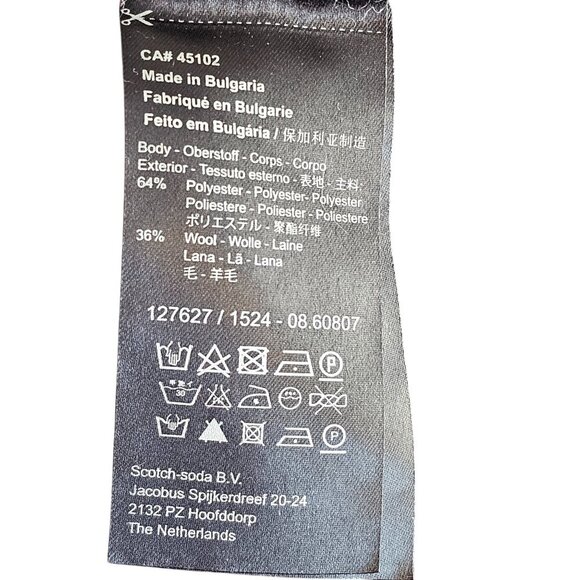 CA# 45102
Made in Bulgaria
Fabriqué en Bulgarie
Feito em Bulgária / 保加利亚制造
Body - Oberstoff - Corps - Corpo
Exterior - Tessuto esterno - 表地 - 主料:
64% Polyester - Polyester- Polyester
Poliestere - Poliester - Poliestere
ポリエステル - 聚酯纤维
36% Wool - Wolle - Laine
Lana - Lã - Lana
毛 - 羊毛
127627 / 1524 - 08.60807
P
30
P
Scotch-soda B.V.
Jacobus Spijkerdreef 20-24
2132 PZ Hoofddorp
The Netherlands